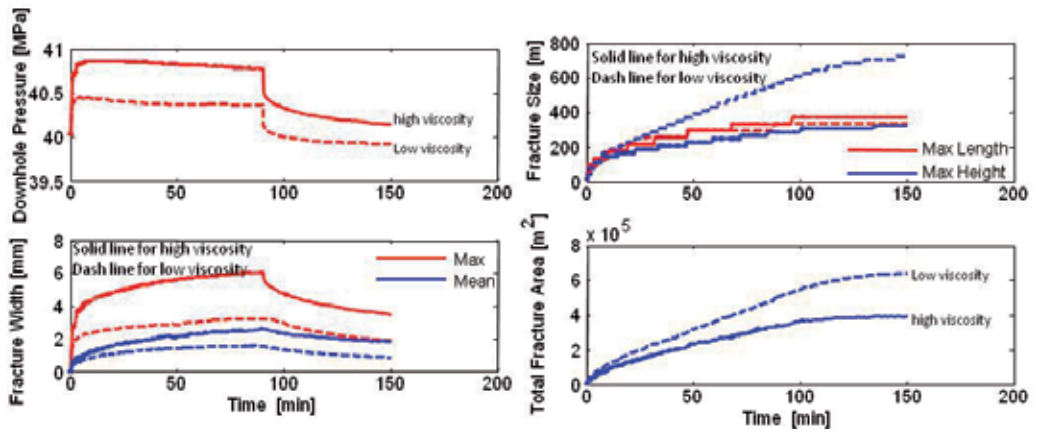 Downhole Pressure [MPa]
41
40.5
40
39.5
0 50 100 150 200
high viscosity
Low viscosity
Fracture Size [m]
800
600
400
200
0
0 50 100 150 200
Solid line for high viscosity
Dash line for low viscosity
Max Length
Max Height
Fracture Width [mm]
8
6
4
2
0
0 50 100 150 200
Time [min]
Solid line for high viscosity
Dash line for low viscosity
Max
Mean
Total Fracture Area [m²]
8 x 10⁵
6
4
2
0
0 50 100 150 200
Time [min]
Low viscosity
high viscosity